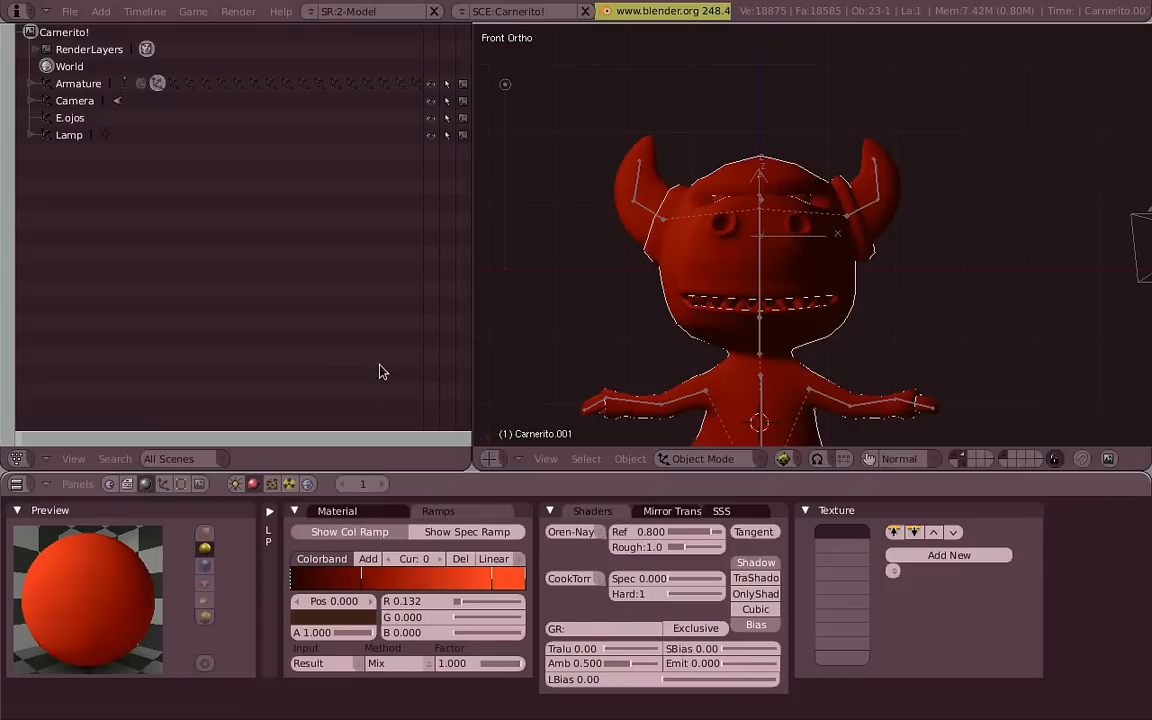 File Add Timeline Game Render Help SR:2-Model SCE:Carnerito! www.blender.org 248.4 Ve:18875 | Fa:18585 | Ob:23-1 | La:1 | Mem:7.42M (0.80M) | Time: | Carnerito.00
Carnerito!
RenderLayers
World
Armature
Camera
E.ojos
Lamp
Front Ortho
z
x
(1) Carnerito.001
View Search All Scenes
View Select Object Object Mode Normal
Panels 1
Preview
L
P
Material Ramps
Show Col Ramp Show Spec Ramp
Colorband Add Cur: 0 Del Linear
Pos 0.000 R 0.132
G 0.000
A 1.000 B 0.000
Input Method Factor
Result Mix 1.000
Shaders Mirror Trans SSS
Oren-Nay Ref 0.800 Tangent
Rough:1.0
Shadow
CookTorr Spec 0.000 TraShado
Hard:1 OnlyShad
Cubic
GR: Exclusive Bias
Tralu 0.00 SBias 0.00
Amb 0.500 Emit 0.000
LBias 0.00
Texture
Add New